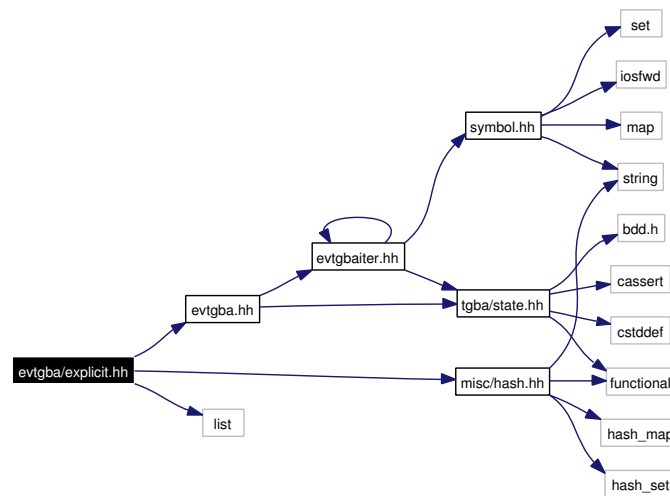 set
iosfwd
symbol.hh
map
string
bdd.h
evtgbaiter.hh
cassert
evtgba.hh
tgba/state.hh
cstddef
evtgba/explicit.hh
misc/hash.hh
functional
list
hash_map
hash_set